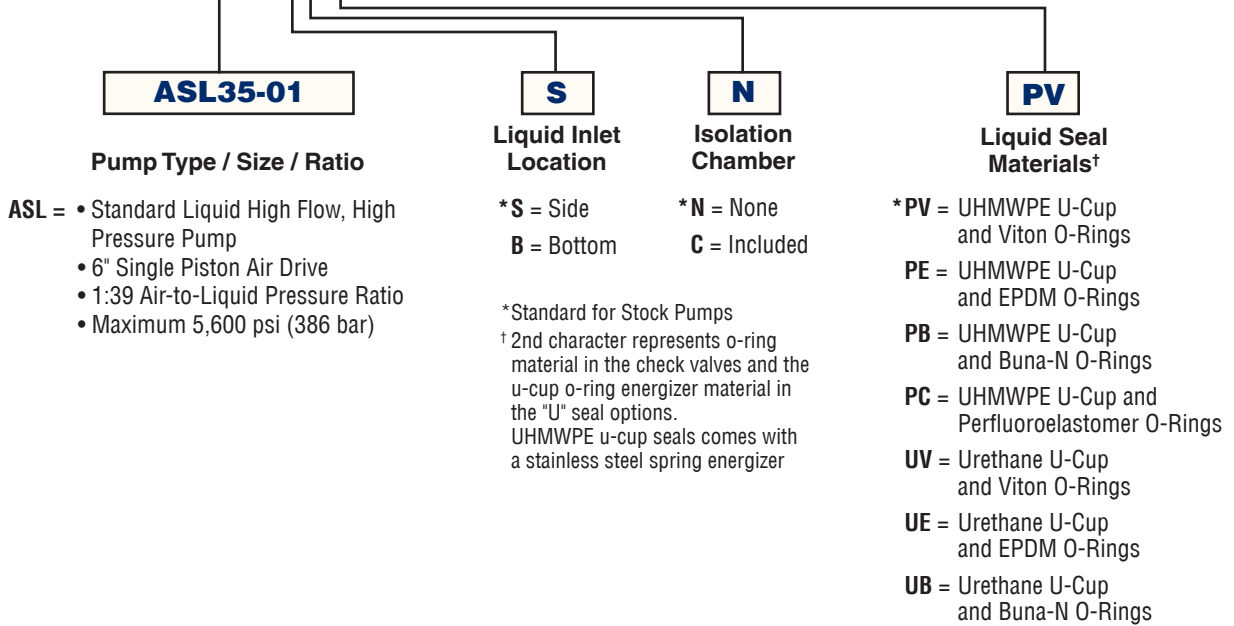 ASL35-01
S
N
PV
Pump Type / Size / Ratio
ASL = • Standard Liquid High Flow, High
Pressure Pump
• 6" Single Piston Air Drive
• 1:39 Air-to-Liquid Pressure Ratio
• Maximum 5,600 psi (386 bar)
Liquid Inlet
Location
*S = Side
B = Bottom
Isolation
Chamber
*N = None
C = Included
*Standard for Stock Pumps
† 2nd character represents o-ring
material in the check valves and the
u-cup o-ring energizer material in
the "U" seal options.
UHMWPE u-cup seals comes with
a stainless steel spring energizer
Liquid Seal
Materials†
*PV = UHMWPE U-Cup
and Viton O-Rings
PE = UHMWPE U-Cup
and EPDM O-Rings
PB = UHMWPE U-Cup
and Buna-N O-Rings
PC = UHMWPE U-Cup and
Perfluoroelastomer O-Rings
UV = Urethane U-Cup
and Viton O-Rings
UE = Urethane U-Cup
and EPDM O-Rings
UB = Urethane U-Cup
and Buna-N O-Rings